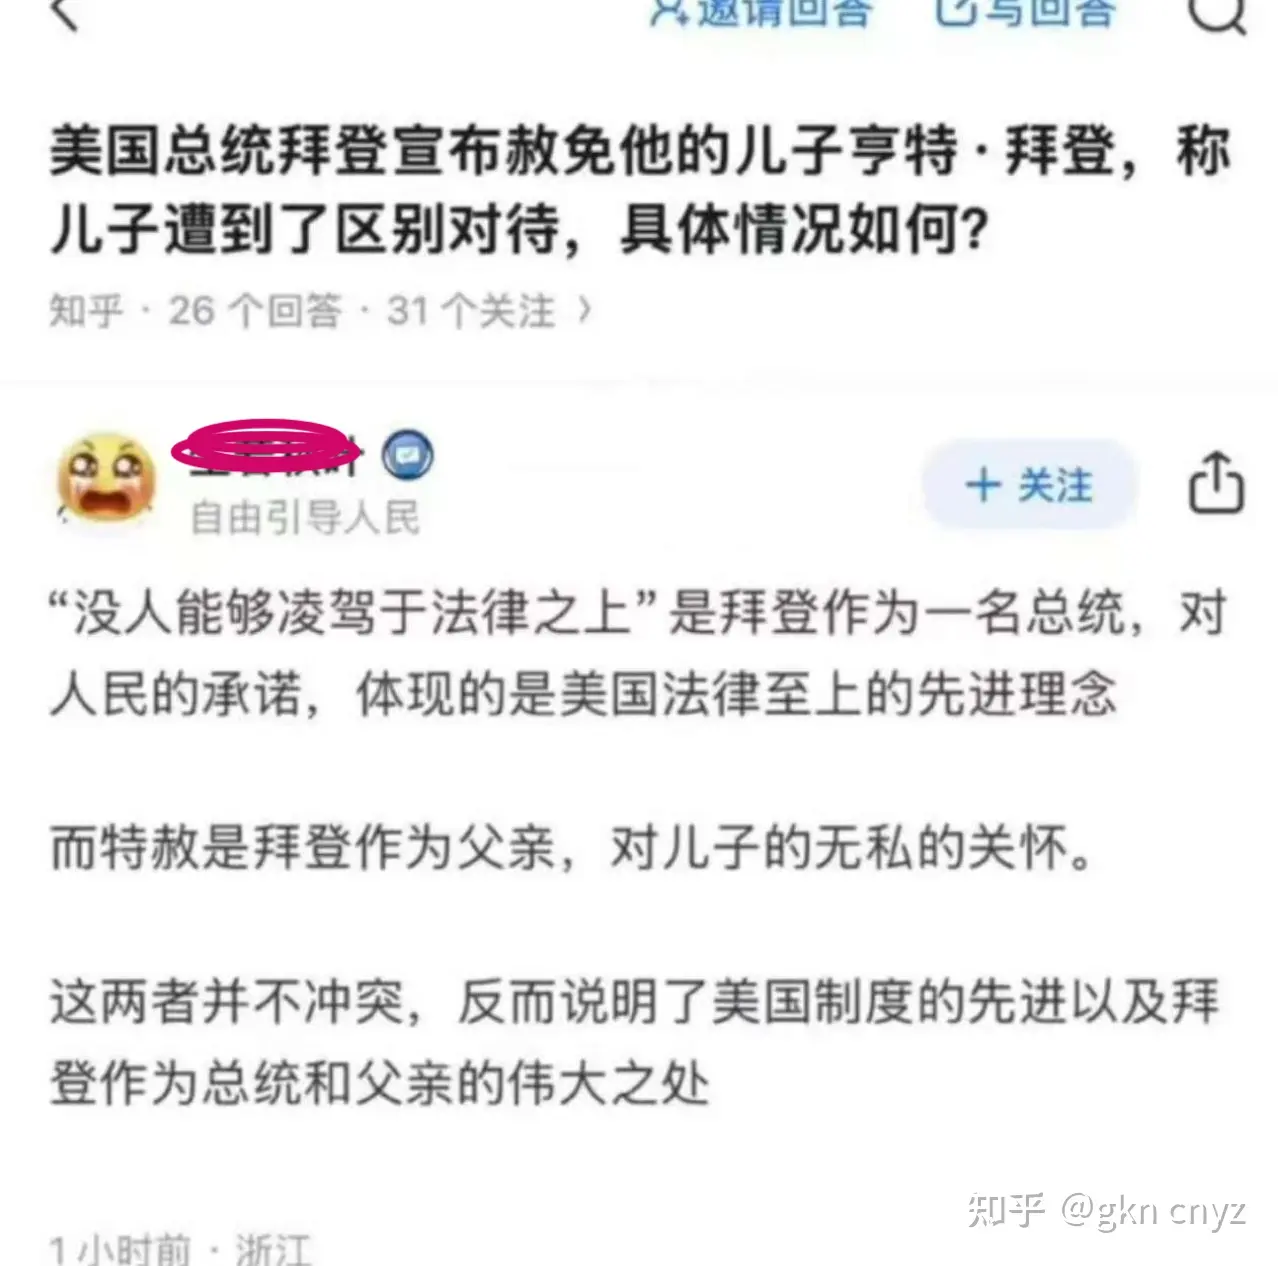 邀请回答 写回答
美国总统拜登宣布赦免他的儿子亨特·拜登，称
儿子遭到了区别对待，具体情况如何？
知乎 · 26 个回答 · 31 个关注 〉
自由引导人民
+ 关注
“没人能够凌驾于法律之上”是拜登作为一名总统，对
人民的承诺，体现的是美国法律至上的先进理念
而特赦是拜登作为父亲，对儿子的无私的关怀。
这两者并不冲突，反而说明了美国制度的先进以及拜
登作为总统和父亲的伟大之处
知乎 @gkn cnyz
1 小时前 · 浙江